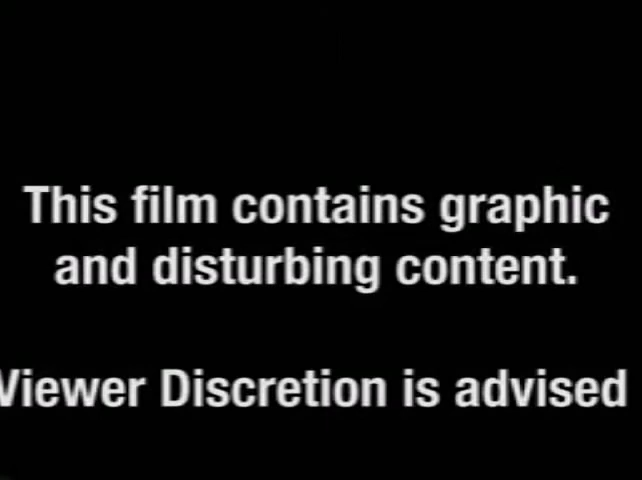 This film contains graphic
and disturbing content.
Viewer Discretion is advised